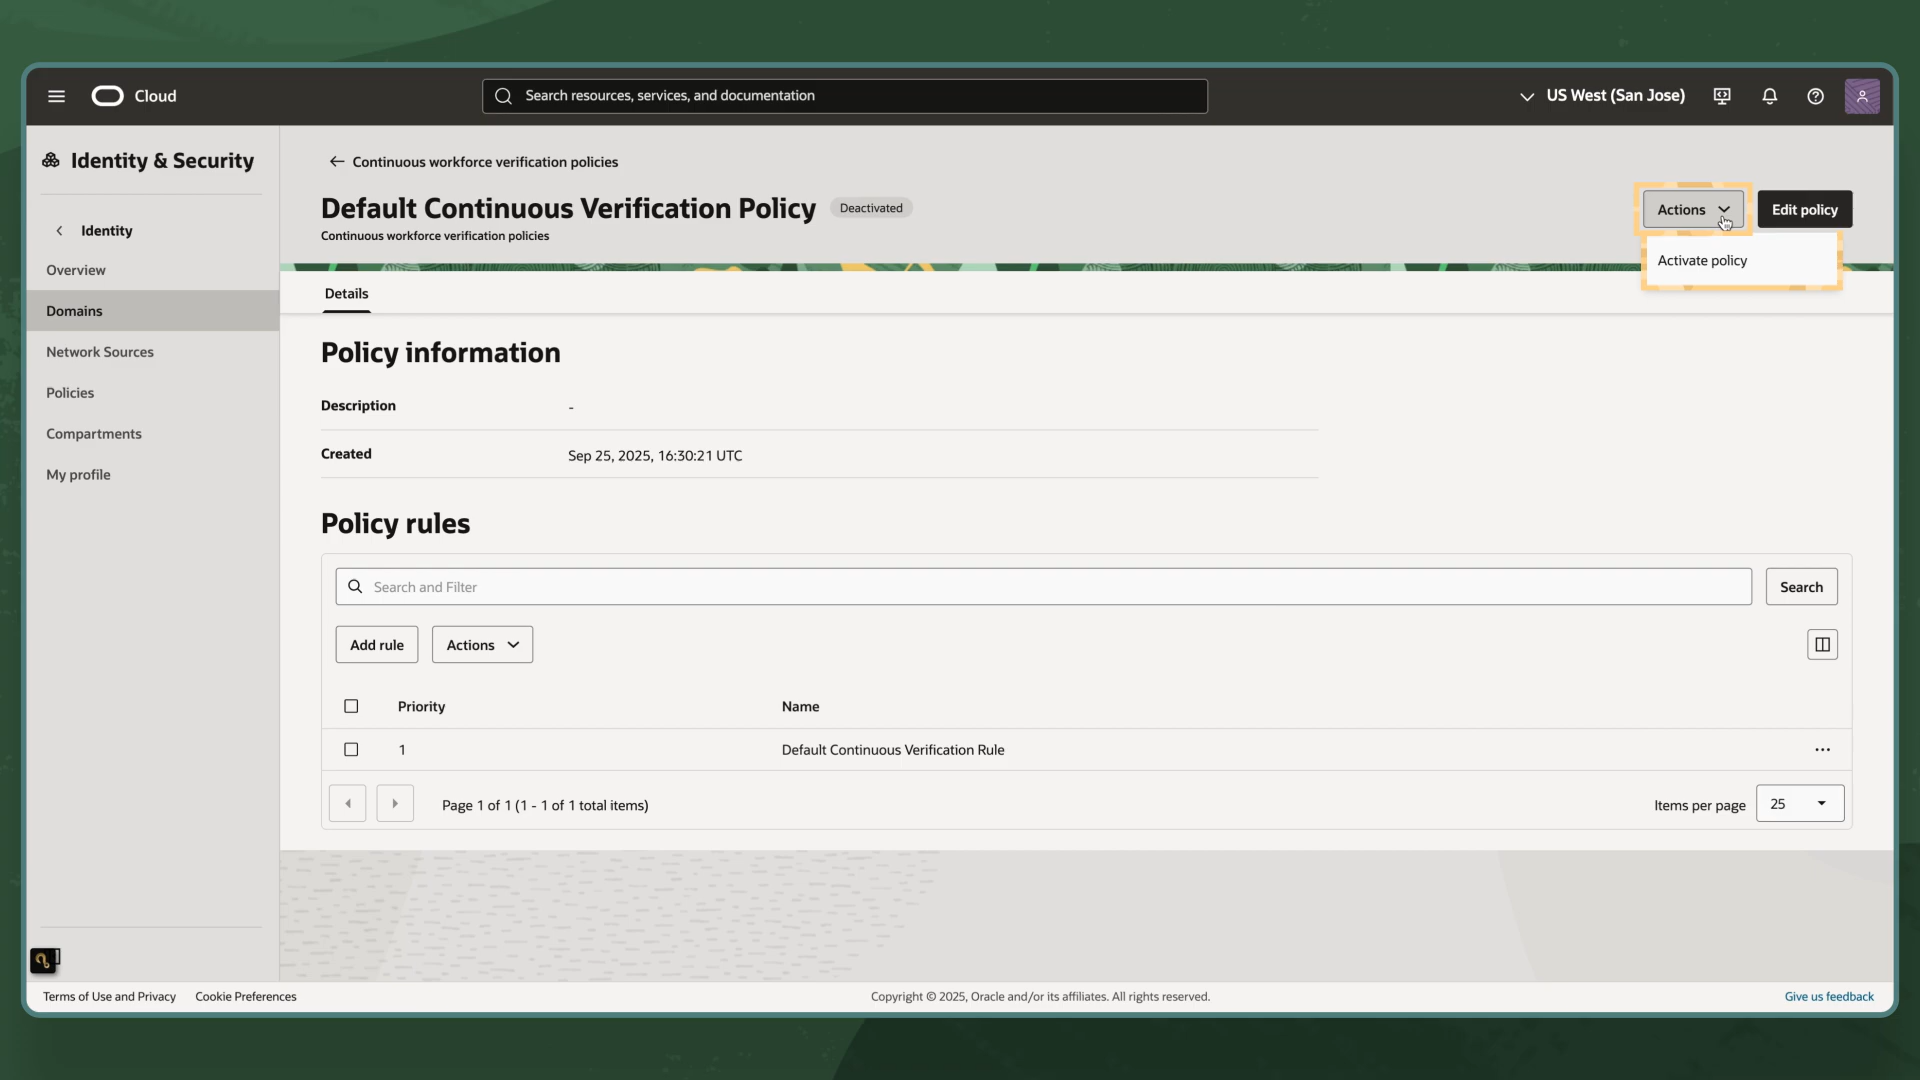 Cloud
Search resources, services, and documentation
US West (San Jose)
Identity & Security
Identity
Overview
Domains
Network Sources
Policies
Compartments
My profile
Continuous workforce verification policies
Default Continuous Verification Policy
Deactivated
Continuous workforce verification policies
Actions
Edit policy
Activate policy
Details
Policy information
Description
-
Created
Sep 25, 2025, 16:30:21 UTC
Policy rules
Search and Filter
Search
Add rule
Actions
Priority
Name
1
Default Continuous Verification Rule
Page 1 of 1 (1 - 1 of 1 total items)
Items per page
25
Terms of Use and Privacy
Cookie Preferences
Copyright © 2025, Oracle and/or its affiliates. All rights reserved.
Give us feedback